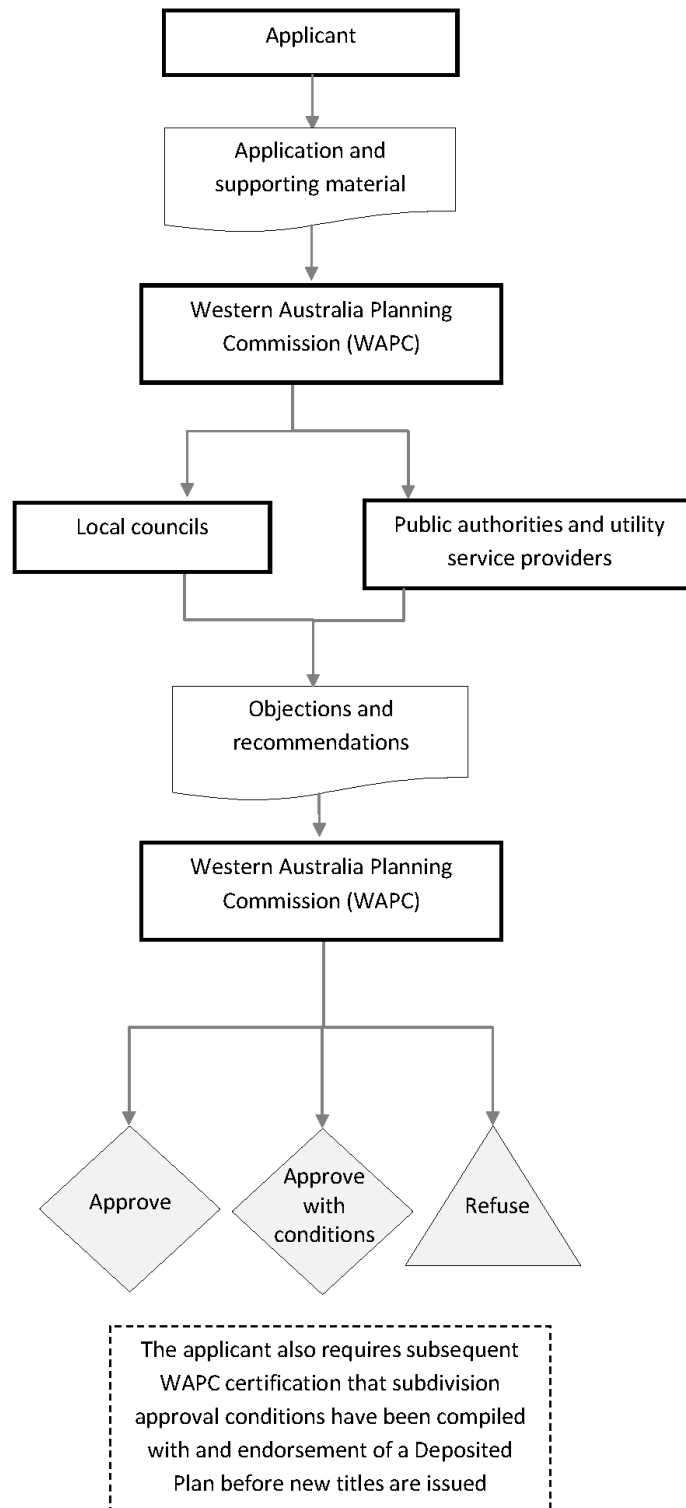 Applicant
Application and
supporting material
Western Australia Planning
Commission (WAPC)
Local councils
Public authorities and utility
service providers
Objections and
recommendations
Western Australia Planning
Commission (WAPC)
Approve
Approve
with
conditions
Refuse
The applicant also requires subsequent
WAPC certification that subdivision
approval conditions have been compiled
with and endorsement of a Deposited
Plan before new titles are issued